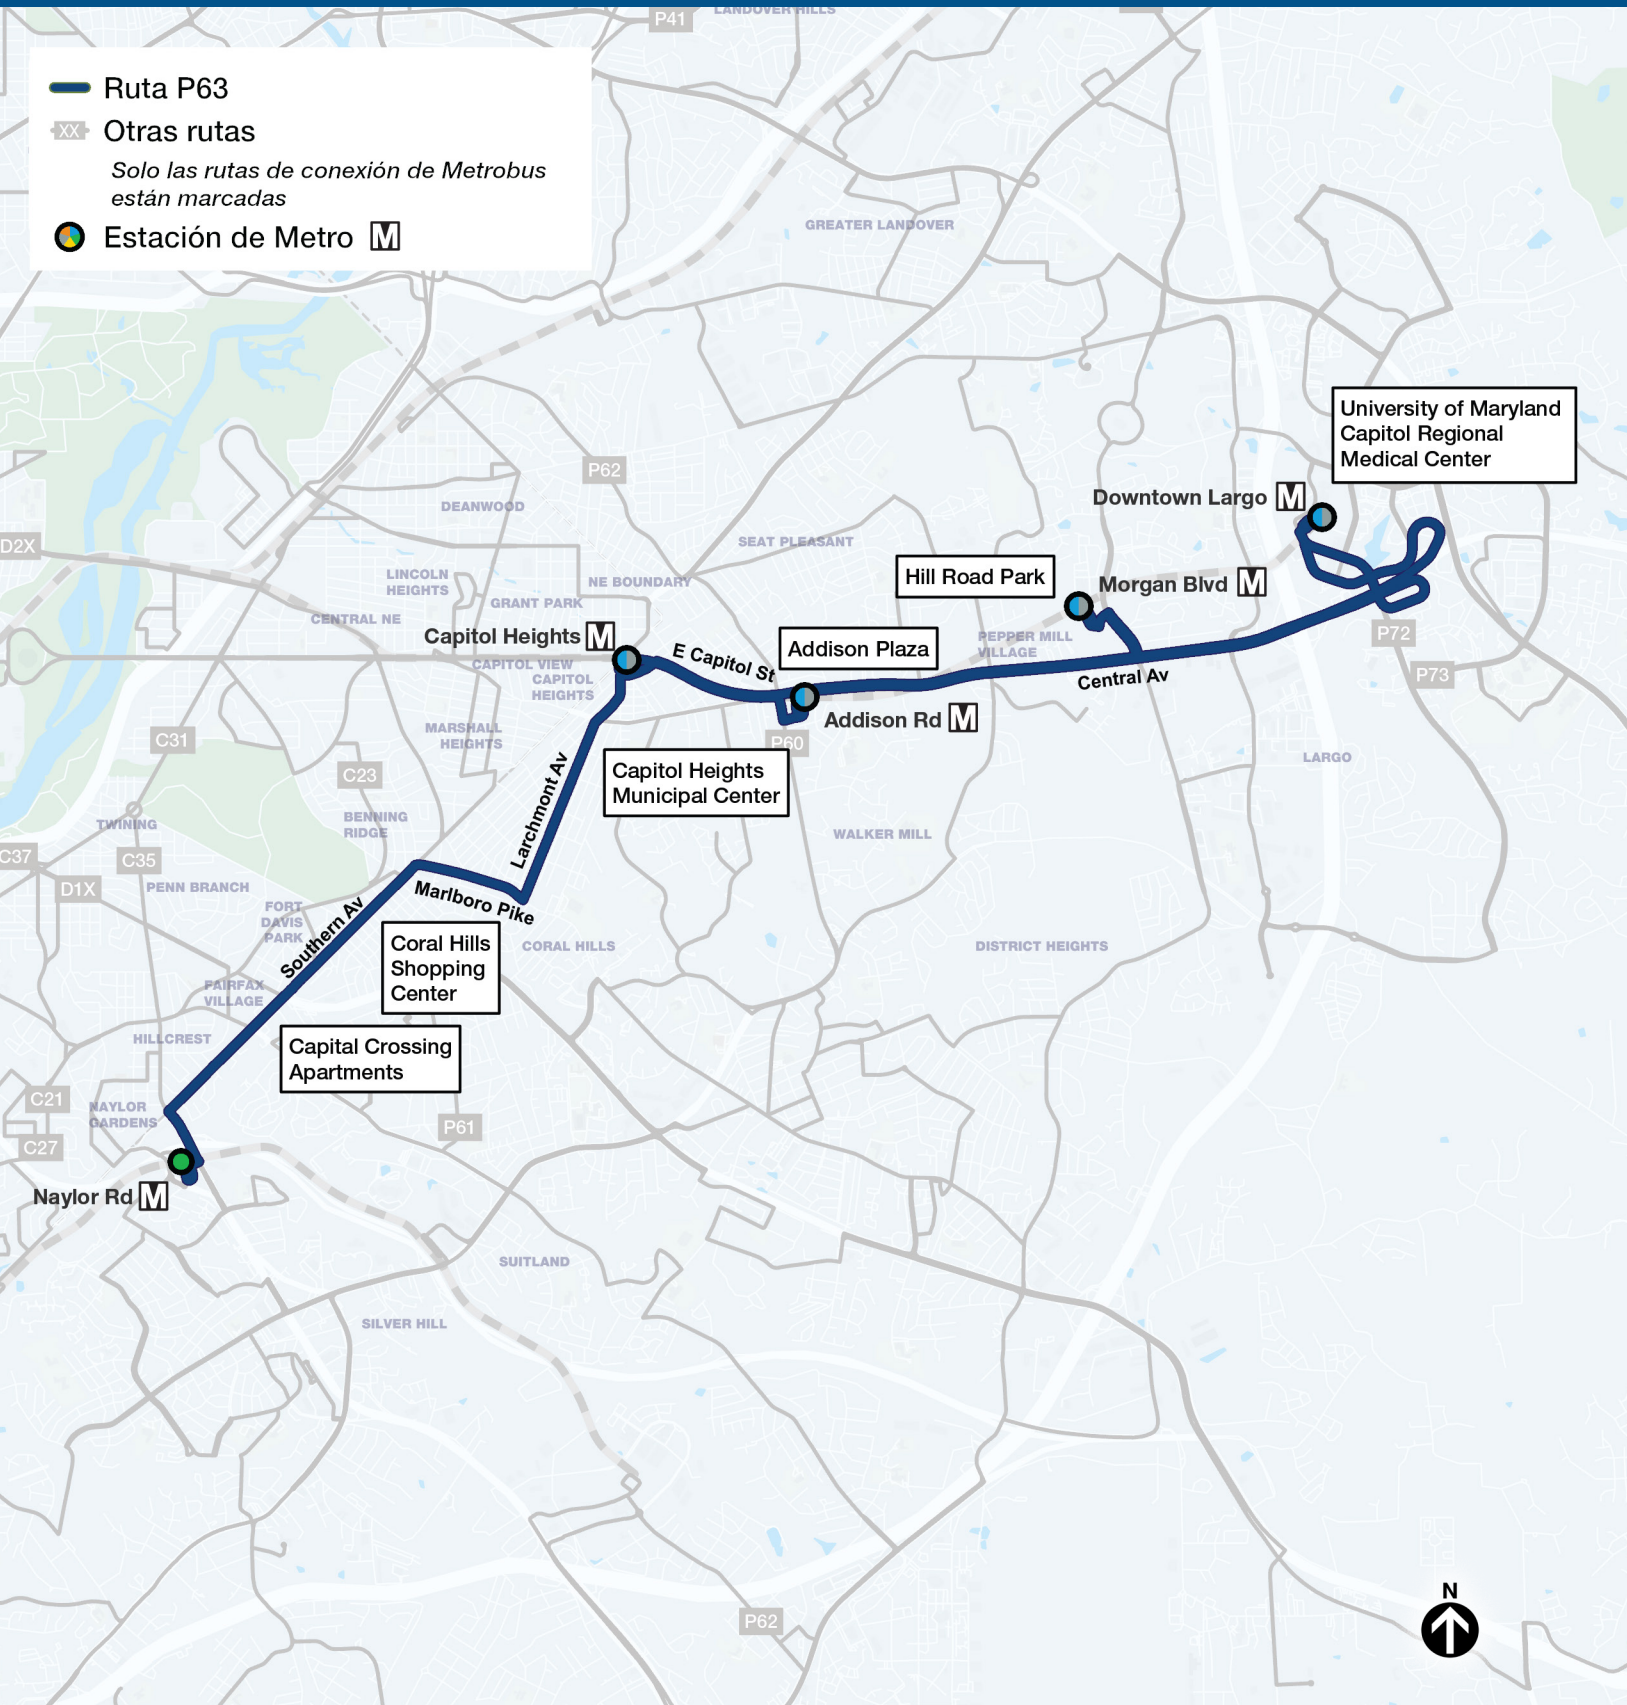 P41
LANDOVER HILLS
Ruta P63
XX
Otras rutas
Solo las rutas de conexión de Metrobus
están marcadas
Estación de Metro M
GREATER LANDOVER
University of Maryland
Capitol Regional
Medical Center
P62
Downtown Largo M
DEANWOOD
D2X
SEAT PLEASANT
LINCOLN
HEIGHTS
NE BOUNDARY
Hill Road Park
Morgan Blvd M
GRANT PARK
CENTRAL NE
Capitol Heights M
E Capitol St
Addison Plaza
PEPPER MILL
VILLAGE
P72
CAPITOL VIEW
CAPITOL
HEIGHTS
Central Av
P73
MARSHALL
HEIGHTS
Addison Rd M
C31
P60
LARGO
C23
Larchmont Av
Capitol Heights
Municipal Center
TWINING
BENNING
RIDGE
WALKER MILL
C37
C35
D1X
PENN BRANCH
Marlboro Pike
FORT
DAVIS
PARK
Southern Av
Coral Hills
Shopping
Center
CORAL HILLS
DISTRICT HEIGHTS
FAIRFAX
VILLAGE
HILLCREST
Capital Crossing
Apartments
C21
NAYLOR
GARDENS
C27
P61
Naylor Rd M
SUITLAND
SILVER HILL
P62
N